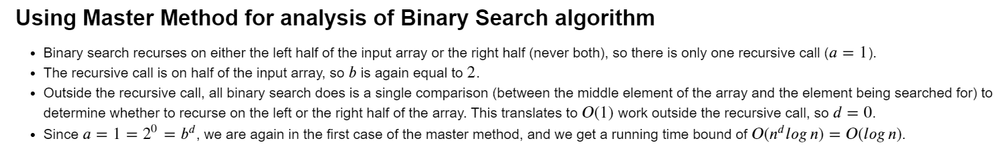 Using Master Method for analysis of Binary Search algorithm
• Binary search recurses on either the left half of the input array or the right half (never both), so there is only one recursive call (a = 1).
• The recursive call is on half of the input array, so b is again equal to 2.
• Outside the recursive call, all binary search does is a single comparison (between the middle element of the array and the element being searched for) to
determine whether to recurse on the left or the right half of the array. This translates to O(1) work outside the recursive call, so d = 0.
• Since a = 1 = 2⁰ = bᵈ, we are again in the first case of the master method, and we get a running time bound of O(nᵈ log n) = O(log n).